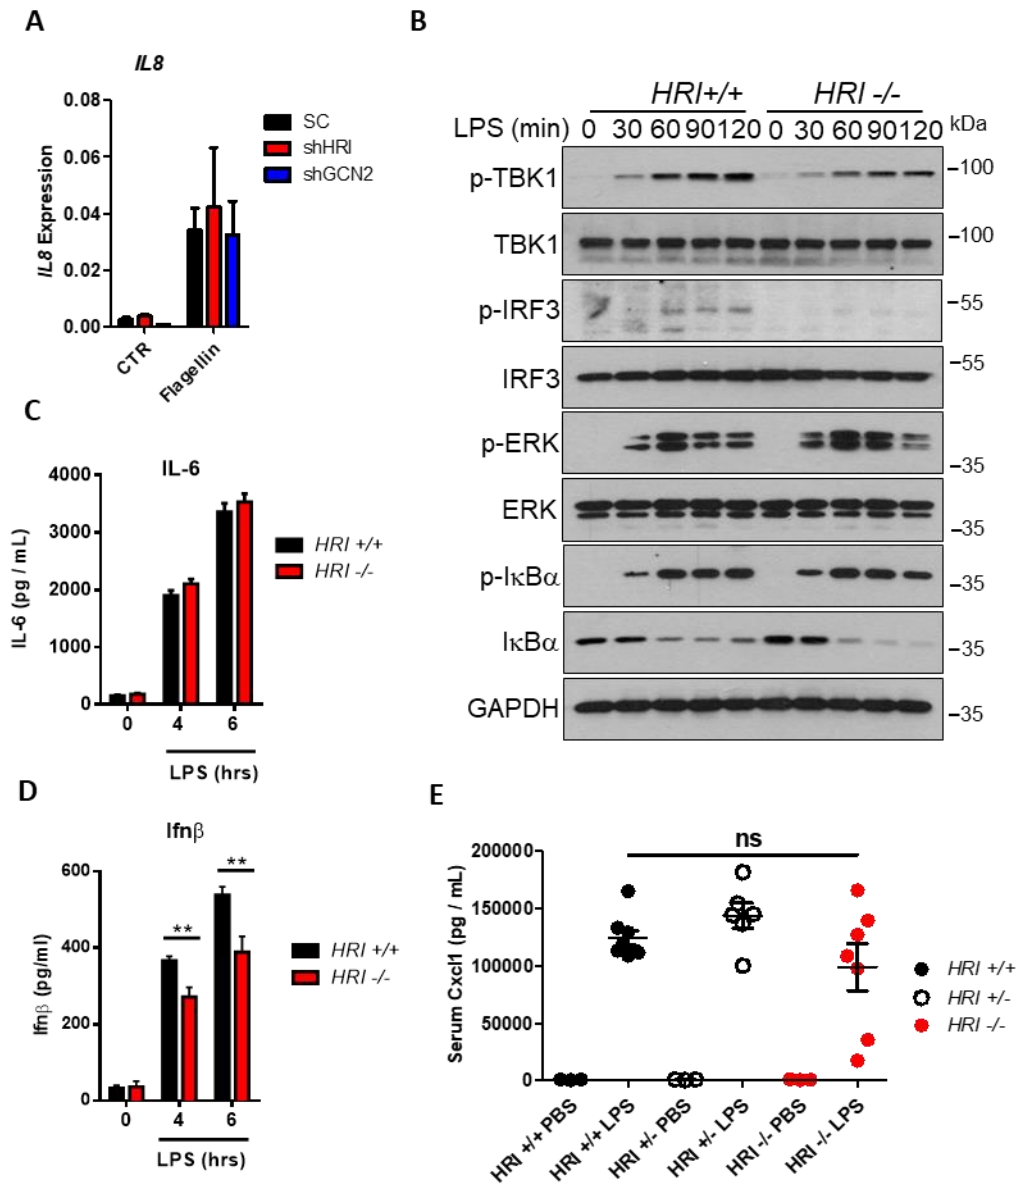 A
IL8
0.08
0.06
0.04
0.02
0.00
IL8 Expression
CTR
Flagellin
SC
shHRI
shGCN2
B
HRI+/+ HRI -/-
LPS (min) 0 30 60 90 120 0 30 60 90 120 kDa
p-TBK1 –100
TBK1 –100
p-IRF3 –55
IRF3 –55
p-ERK –35
ERK –35
p-IκBα –35
IκBα –35
GAPDH –35
C
IL-6
4000
3000
2000
1000
0
IL-6 (pg / mL)
0 4 6
LPS (hrs)
HRI +/+
HRI -/-
D
Ifnβ
600
400
200
0
Ifnβ (pg/ml)
** **
0 4 6
LPS (hrs)
HRI +/+
HRI -/-
E
ns
200000
150000
100000
50000
0
Serum Cxcl1 (pg / mL)
HRI +/+ PBS
HRI +/+ LPS
HRI +/- PBS
HRI +/- LPS
HRI -/- PBS
HRI -/- LPS
HRI +/+
HRI +/-
HRI -/-